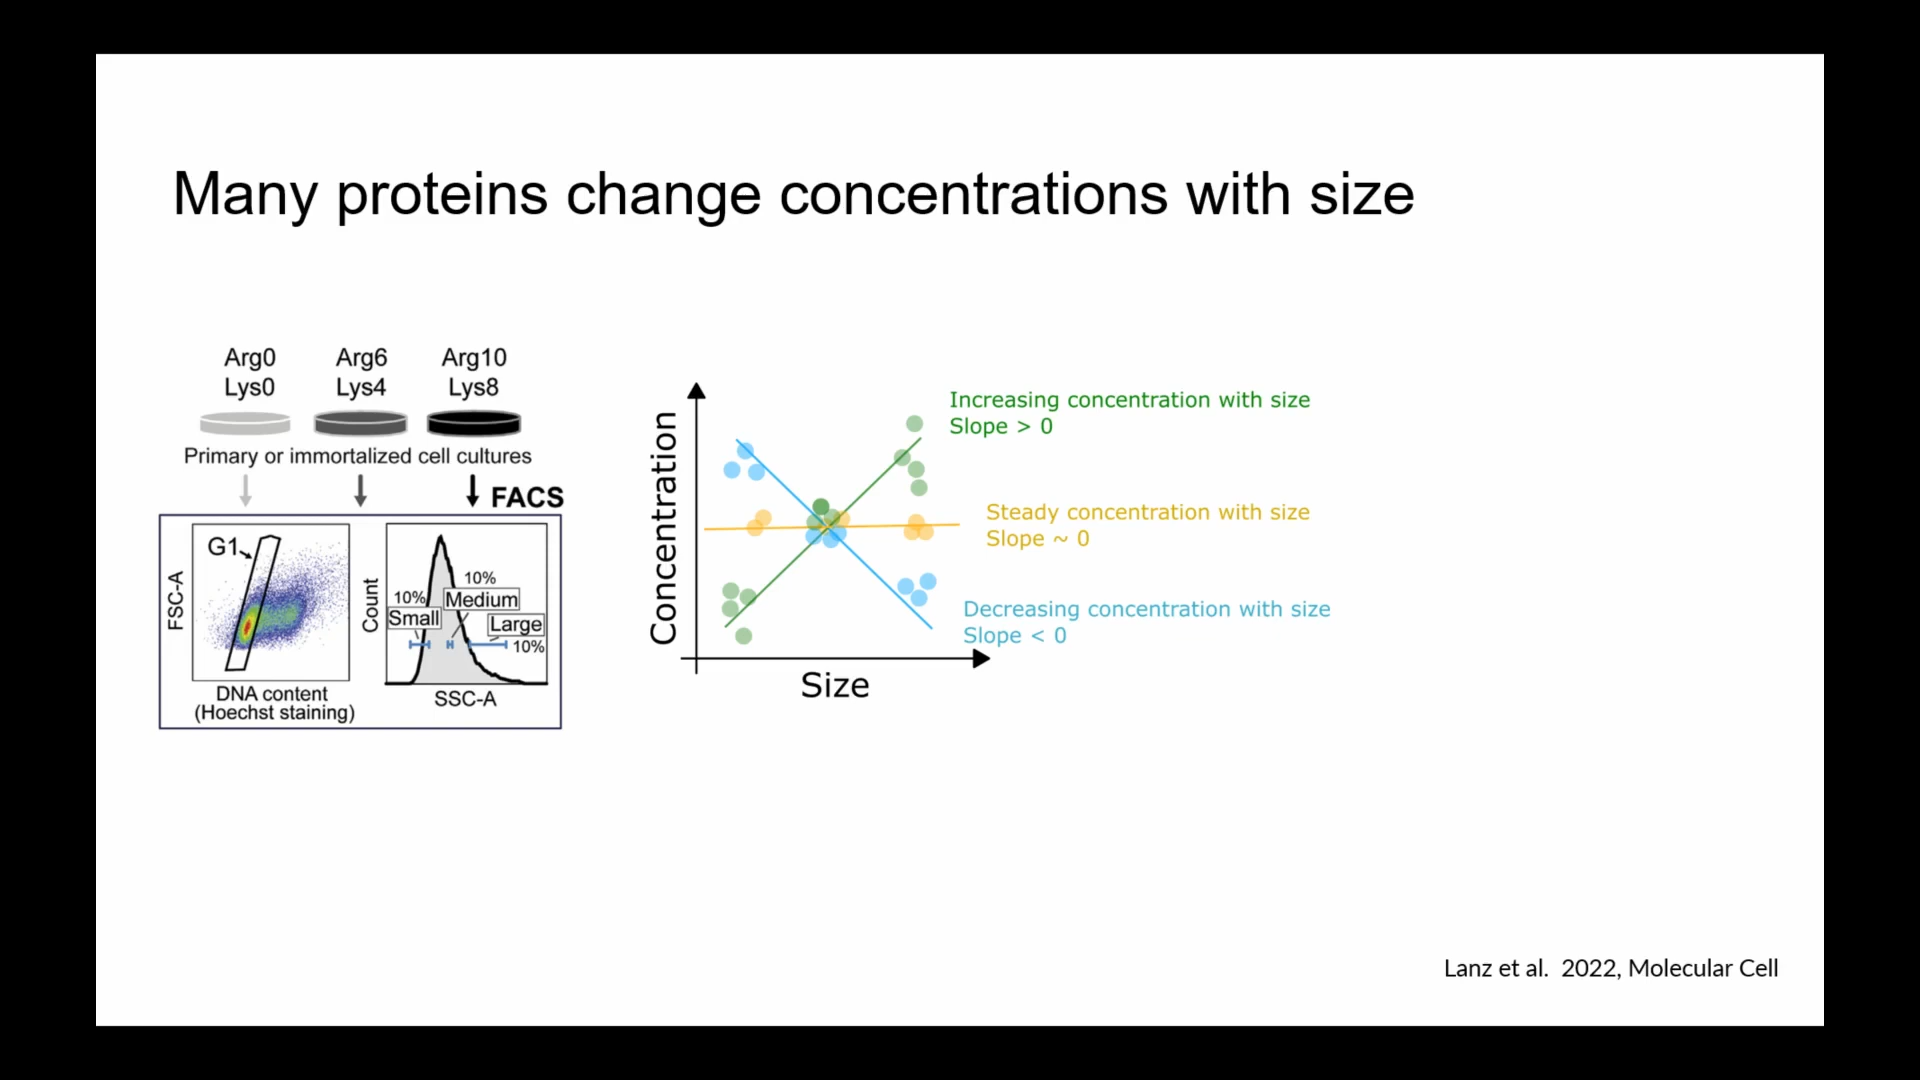 Many proteins change concentrations with size
Arg0 Arg6 Arg10
Lys0 Lys4 Lys8
Primary or immortalized cell cultures
FACS
G1
FSC-A
DNA content
(Hoechst staining)
Count
10%
Small
10%
Medium
Large
10%
SSC-A
Concentration
Size
Increasing concentration with size
Slope > 0
Steady concentration with size
Slope ~ 0
Decreasing concentration with size
Slope < 0
Lanz et al.  2022, Molecular Cell